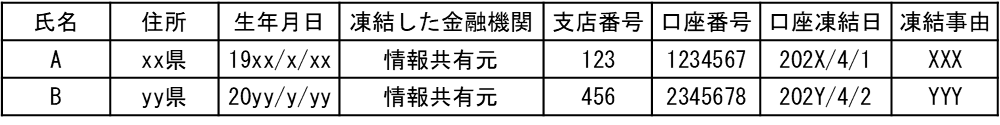 氏名 住所 生年月日 凍結した金融機関 支店番号 口座番号 口座凍結日 凍結事由
A xx県 19xx/x/xx 情報共有元 123 1234567 202X/4/1 XXX
B yy県 20yy/y/yy 情報共有元 456 2345678 202Y/4/2 YYY